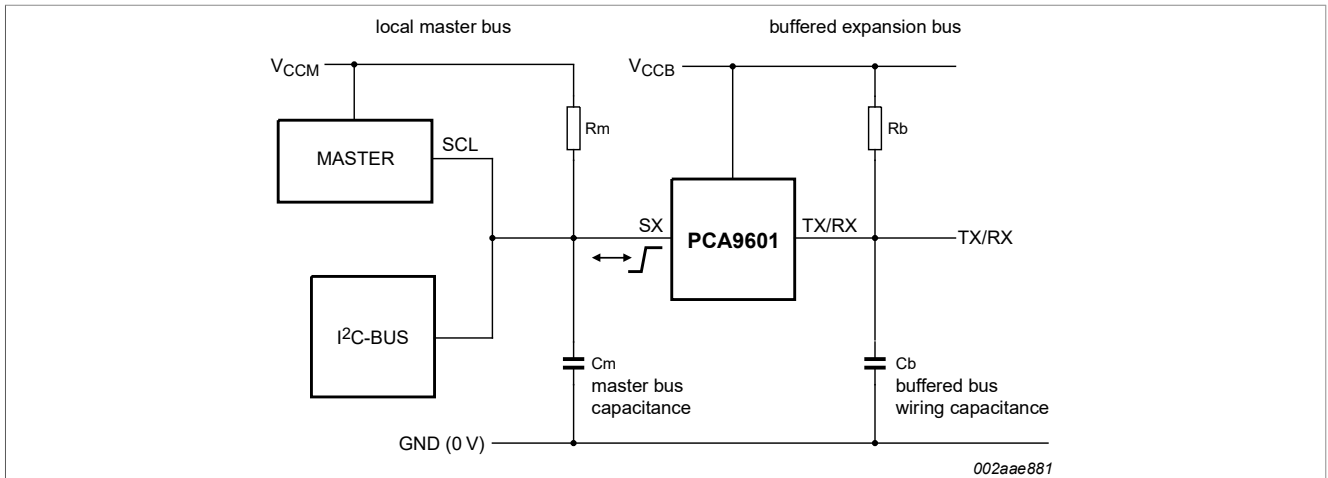 local master bus
buffered expansion bus
VCCM
VCCB
Rm
Rb
MASTER
SCL
SX
PCA9601
TX/RX
TX/RX
I2C-BUS
Cm
master bus
capacitance
Cb
buffered bus
wiring capacitance
GND (0 V)
002aae881